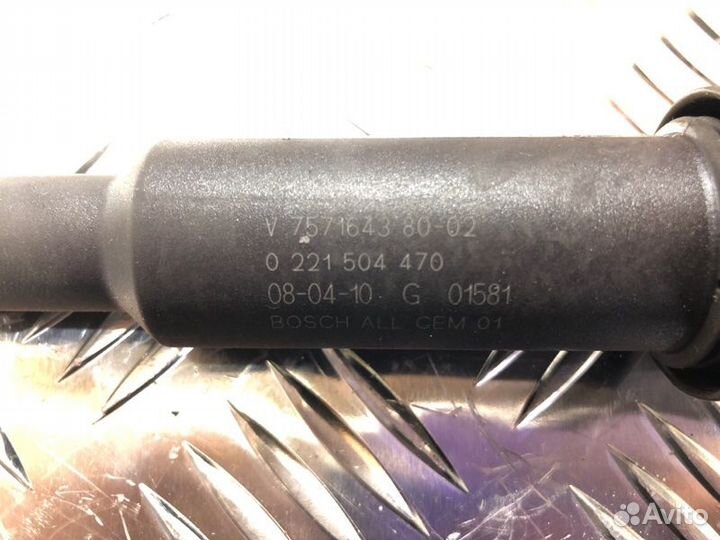 V 7571643 80-02
0 221 504 470
08-04-10 G 01581
BOSCH ALL CEM 01
Avito